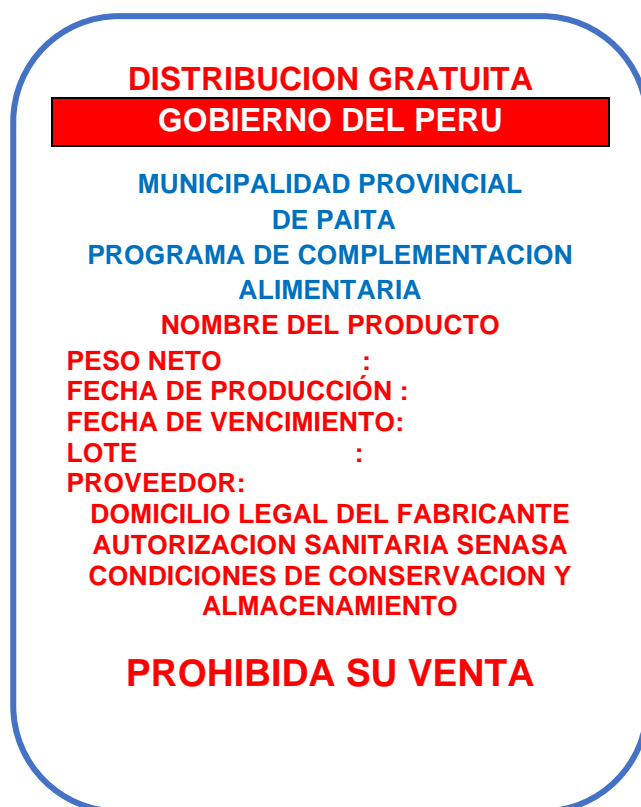 DISTRIBUCION GRATUITA
GOBIERNO DEL PERU
MUNICIPALIDAD PROVINCIAL
DE PAITA
PROGRAMA DE COMPLEMENTACION
ALIMENTARIA
NOMBRE DEL PRODUCTO
PESO NETO :
FECHA DE PRODUCCIÓN :
FECHA DE VENCIMIENTO:
LOTE :
PROVEEDOR:
DOMICILIO LEGAL DEL FABRICANTE
AUTORIZACION SANITARIA SENASA
CONDICIONES DE CONSERVACION Y
ALMACENAMIENTO
PROHIBIDA SU VENTA